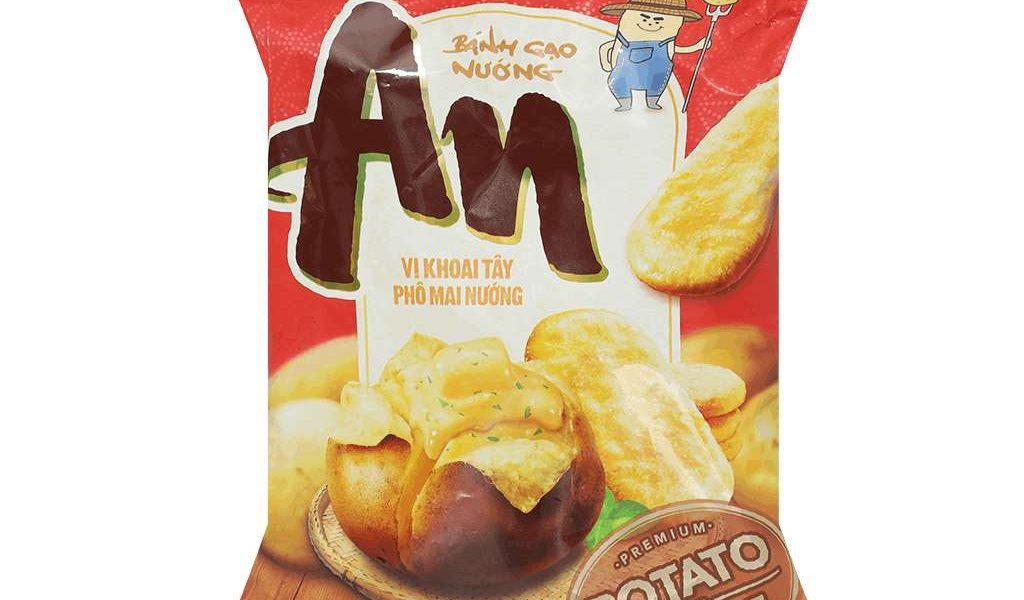 BÁNH GẠO
NƯỚNG
An
VỊ KHOAI TÂY
PHÔ MAI NƯỚNG
PREMIUM
POTATO